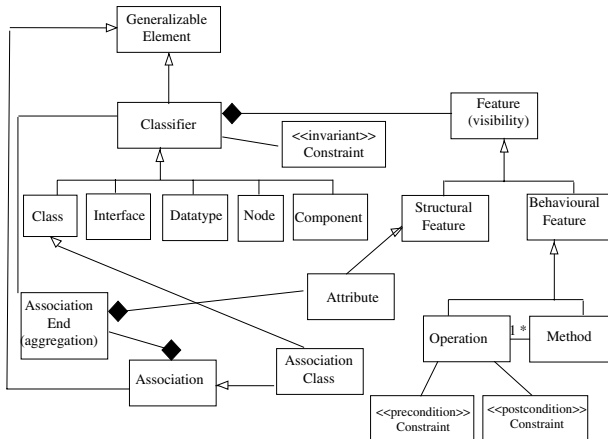 Generalizable
Element
Classifier
Feature
(visibility)
<<invariant>>
Constraint
Class
Interface
Datatype
Node
Component
Structural
Feature
Behavioural
Feature
Association
End
(aggregation)
Attribute
Operation
1 *
Method
Association
Class
Association
<<precondition>>
Constraint
<<postcondition>>
Constraint